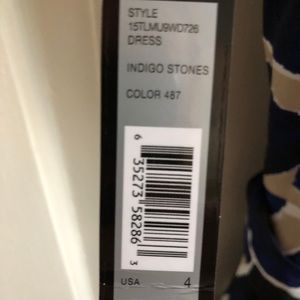 STYLE
15TLMU9WD726
DRESS
INDIGO STONES
COLOR 487
6 35273 58286 3
USA 4